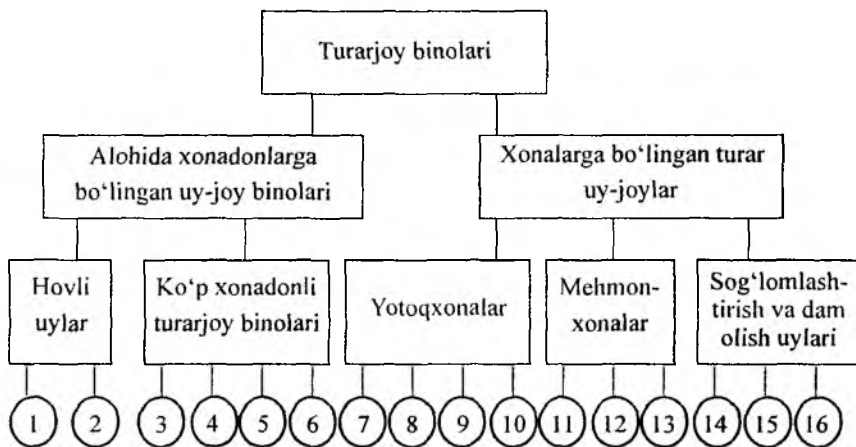 Turarjoy binolari
Alohida xonadonlarga
bo‘lingan uy-joy binolari
Xonalarga bo‘lingan turar
uy-joylar
Hovli
uylar
Ko‘p xonadonli
turarjoy binolari
Yotoqxonalar
Mehmon-
xonalar
Sog‘lomlash-
tirish va dam
olish uylari
1 2 3 4 5 6 7 8 9 10 11 12 13 14 15 16